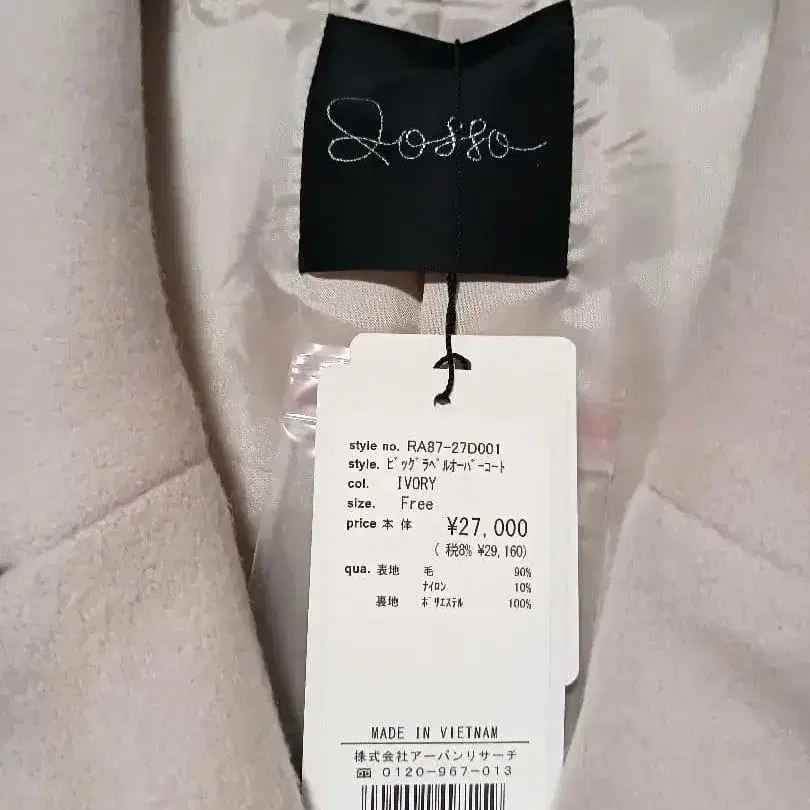 Rosso
style no. RA87-27D001
style. ビッグラペルオーバーコート
col. IVORY
size. Free
price 本体 ¥27,000
( 税8% ¥29,160)
qua. 表地 毛 90%
ナイロン 10%
裏地 ポリエステル 100%
MADE IN VIETNAM
株式会社アーバンリサーチ
☎ 0120-967-013